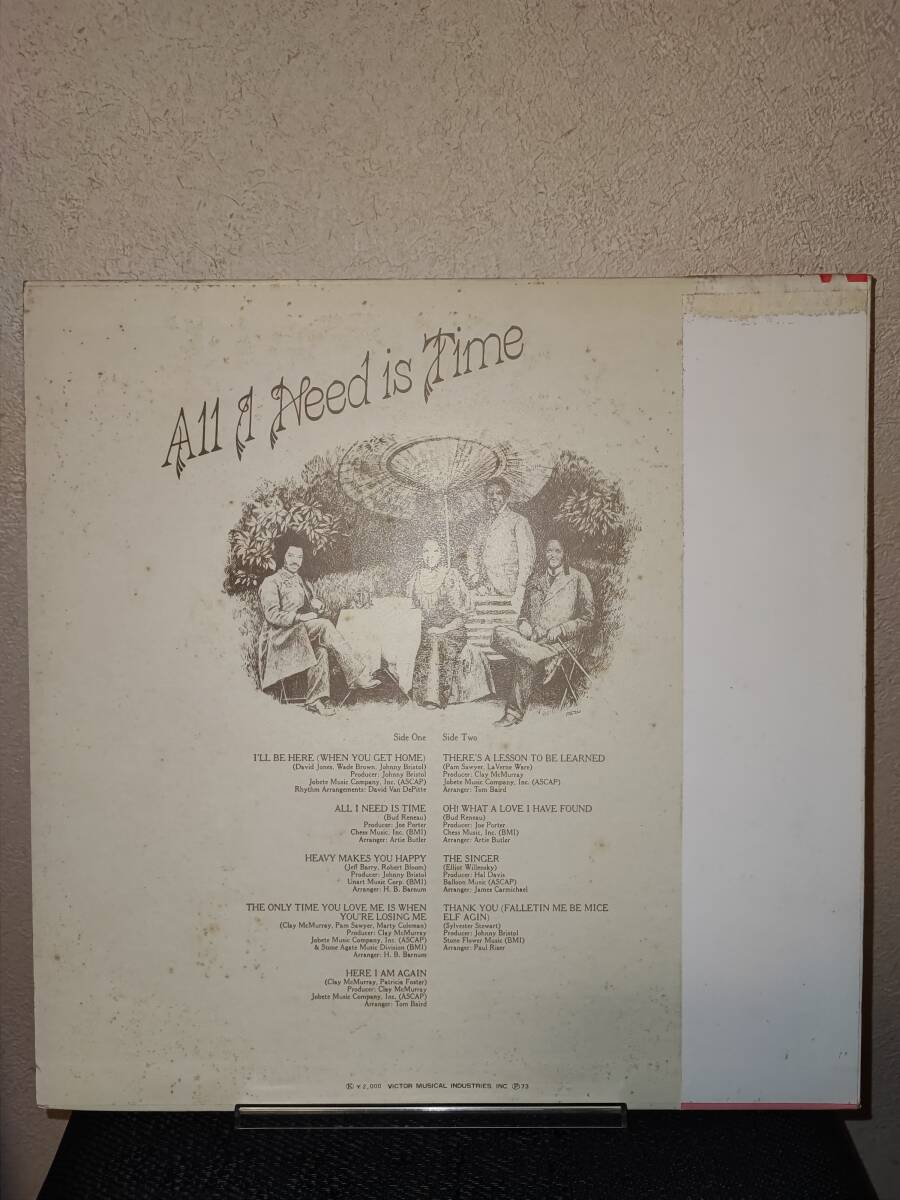 All I Need is Time
Side One
I'LL BE HERE (WHEN YOU GET HOME)
(David Jones, Wade Brown, Johnny Bristol)
Producer: Johnny Bristol
Jobete Music Company, Inc. (ASCAP)
Rhythm Arrangements: David Van DePitte
ALL I NEED IS TIME
(Bud Reneau)
Producer: Joe Porter
Chess Music, Inc. (BMI)
Arranger: Artie Butler
HEAVY MAKES YOU HAPPY
(Jeff Barry, Robert Bloom)
Producer: Johnny Bristol
Unart Music Corp. (BMI)
Arranger: H. B. Barnum
THE ONLY TIME YOU LOVE ME IS WHEN
YOU'RE LOSING ME
(Clay McMurray, Pam Sawyer, Marty Coleman)
Producer: Clay McMurray
Jobete Music Company, Inc. (ASCAP)
& Stone Agate Music Division (BMI)
Arranger: H. B. Barnum
HERE I AM AGAIN
(Clay McMurray, Patricia Foster)
Producer: Clay McMurray
Jobete Music Company, Inc. (ASCAP)
Arranger: Tom Baird
Side Two
THERE'S A LESSON TO BE LEARNED
(Pam Sawyer, LaVerne Ware)
Producer: Clay McMurray
Jobete Music Company, Inc. (ASCAP)
Arranger: Tom Baird
OH! WHAT A LOVE I HAVE FOUND
(Bud Reneau)
Producer: Joe Porter
Chess Music, Inc. (BMI)
Arranger: Artie Butler
THE SINGER
(Elliot Willensky)
Producer: Hal Davis
Balloon Music (ASCAP)
Arranger: James Carmichael
THANK YOU (FALLETIN ME BE MICE
ELF AGIN)
(Sylvester Stewart)
Producer: Johnny Bristol
Stone Flower Music (BMI)
Arranger: Paul Riser
Ⓚ ¥2,000 VICTOR MUSICAL INDUSTRIES, INC Ⓟ73